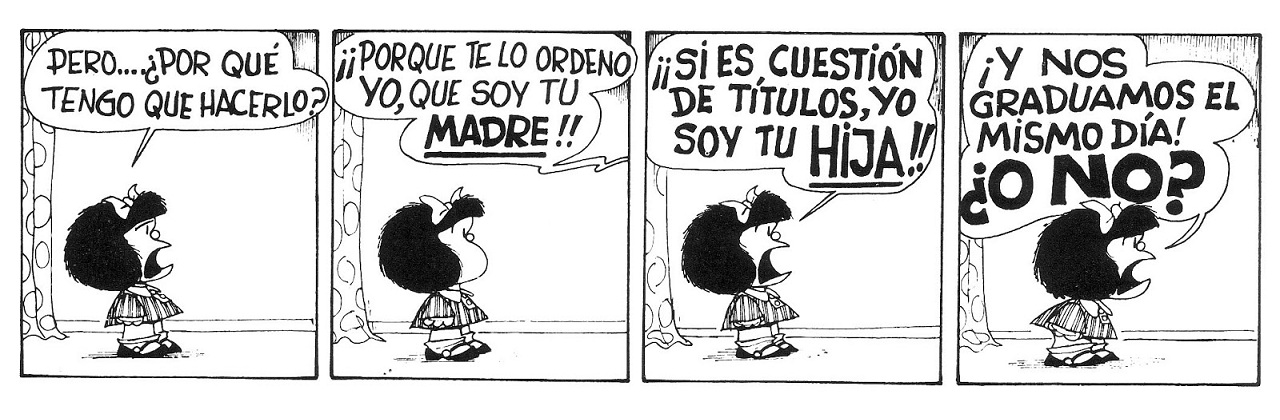 PERO....¿POR QUÉ
TENGO QUE HACERLO?
¡¡PORQUE TE LO ORDENO
YO, QUE SOY TU
MADRE!!
¡¡SI ES CUESTIÓN
DE TÍTULOS, YO
SOY TU HIJA!!
¡Y NOS
GRADUAMOS EL
MISMO DÍA!
¿O NO?